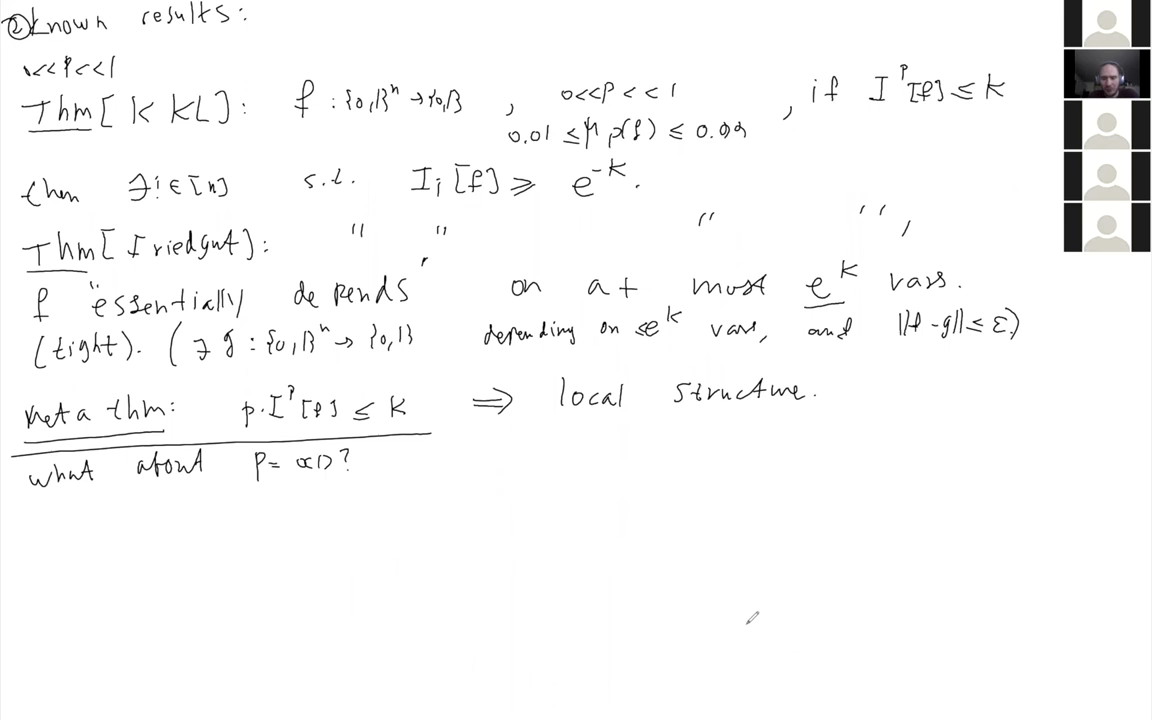 ② Known results:
0<<P<<1
Thm [KKL]: f : {0,1}ⁿ → {0,1} , 0<<P<<1 , if Iᵖ[f] ≤ K
0.01 ≤ μ_p(f) ≤ 0.99
then ∃i∈[n] s.t. I_i[f] ≥ e^{-K}.
Thm [Friedgut]: " " " " ,
f "essentially depends" on at most e^K vars.
(tight). (∃ g : {0,1}ⁿ → {0,1} depending on ≤e^K vars, and ||f-g|| ≤ ε)
Meta thm: p·Iᵖ[f] ≤ K ⟹ local structure.
what about P = o(1)?